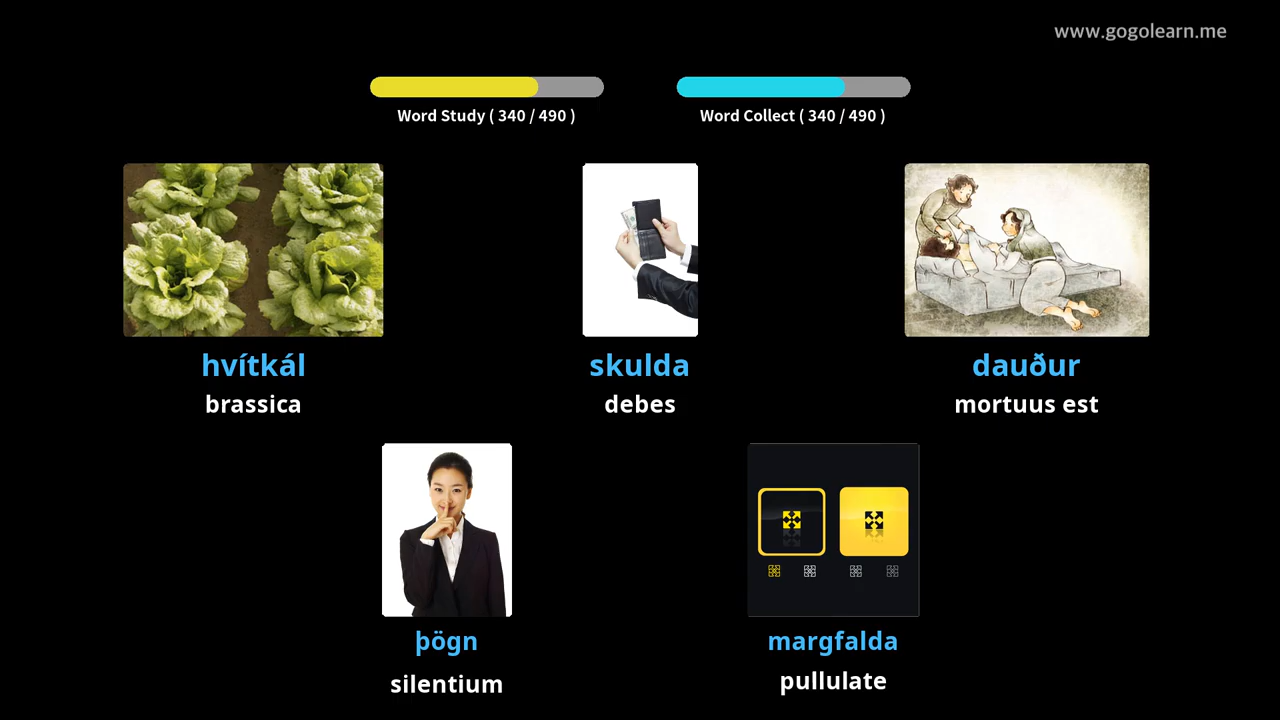 www.gogolearn.me
Word Study ( 340 / 490 )
Word Collect ( 340 / 490 )
hvítkál
brassica
skulda
debes
dauður
mortuus est
þögn
silentium
margfalda
pullulate